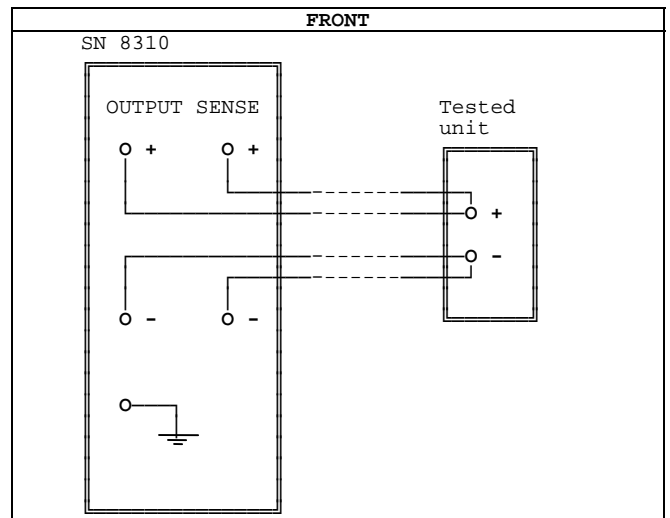 FRONT
SN 8310
OUTPUT SENSE
Tested
unit
+ +
+
-
- -